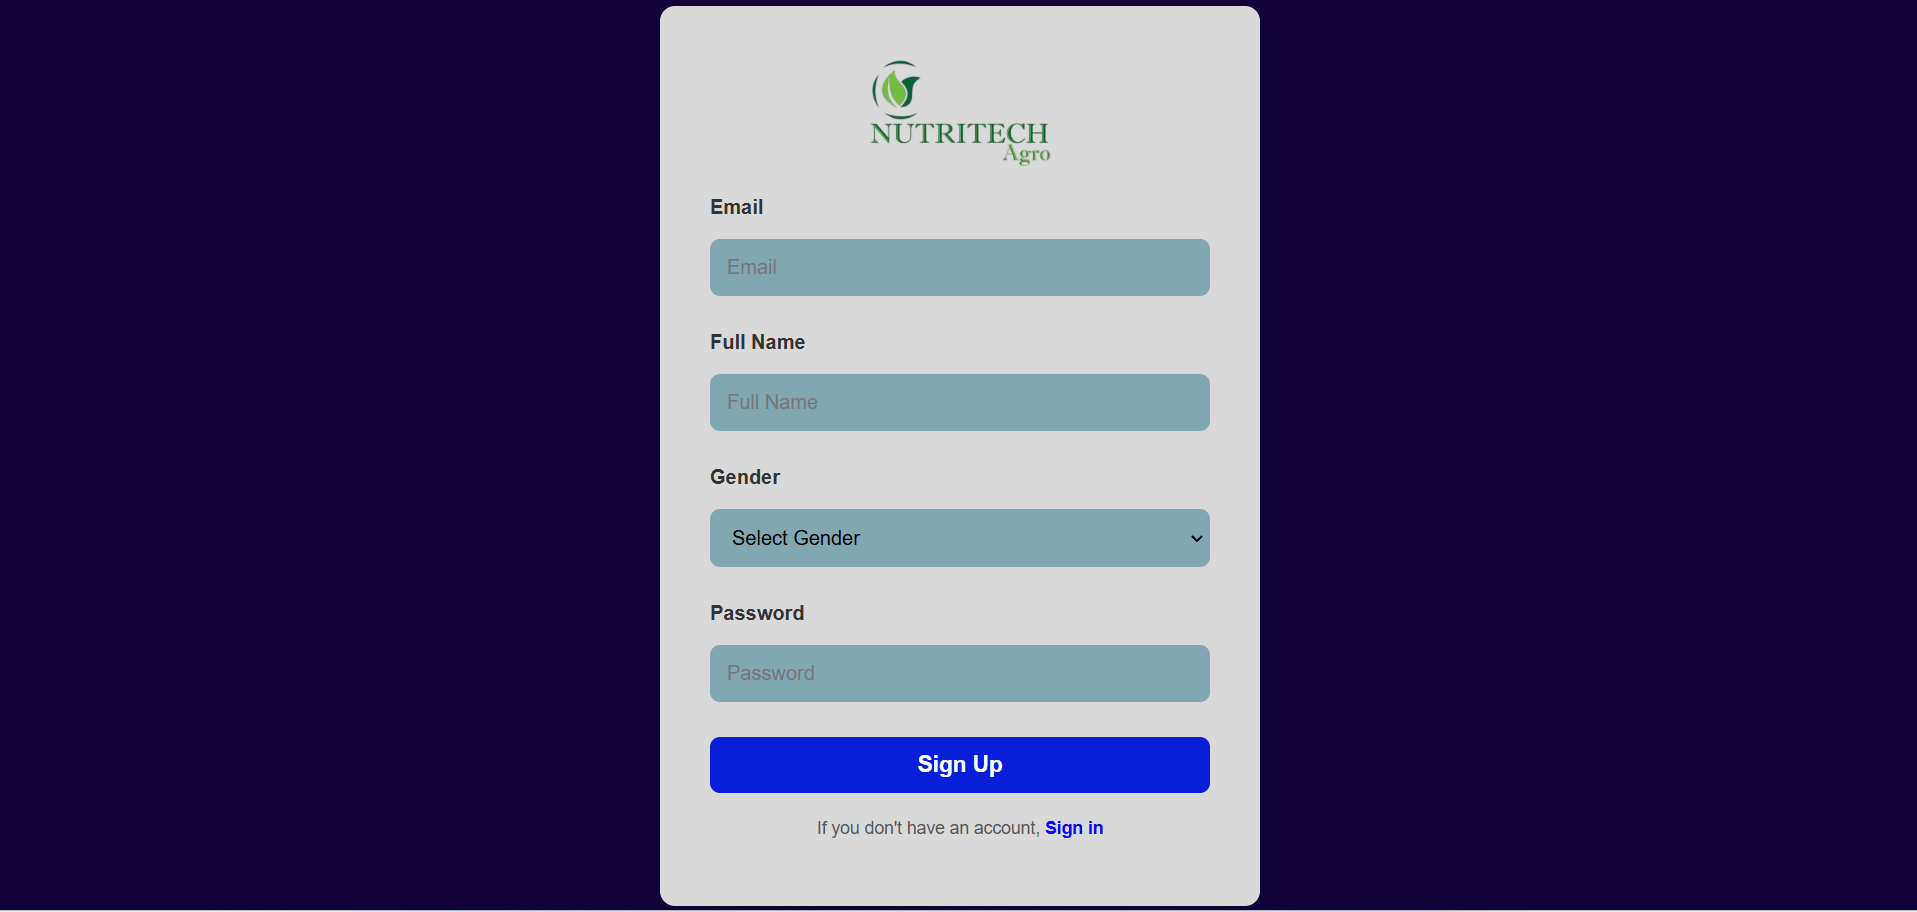 NUTRITECH
Agro
Email
Email
Full Name
Full Name
Gender
Select Gender
Password
Password
Sign Up
If you don't have an account, Sign in